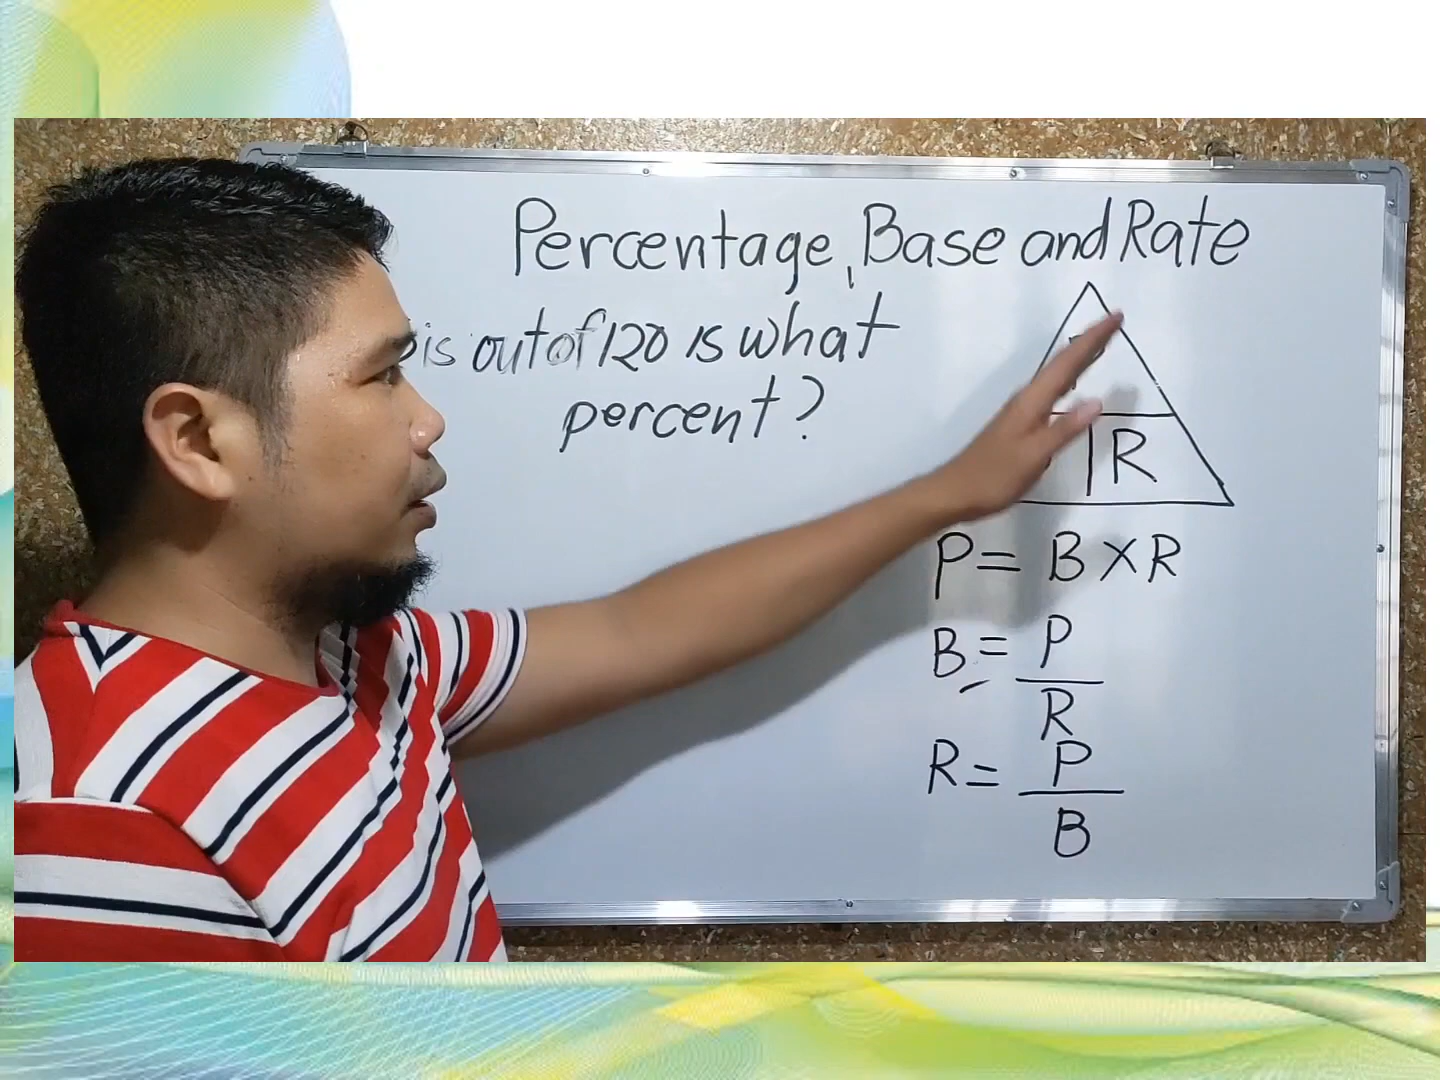 Percentage, Base and Rate
is out of 120 is what
percent?
R
P = B X R
B = P
R
R = P
B